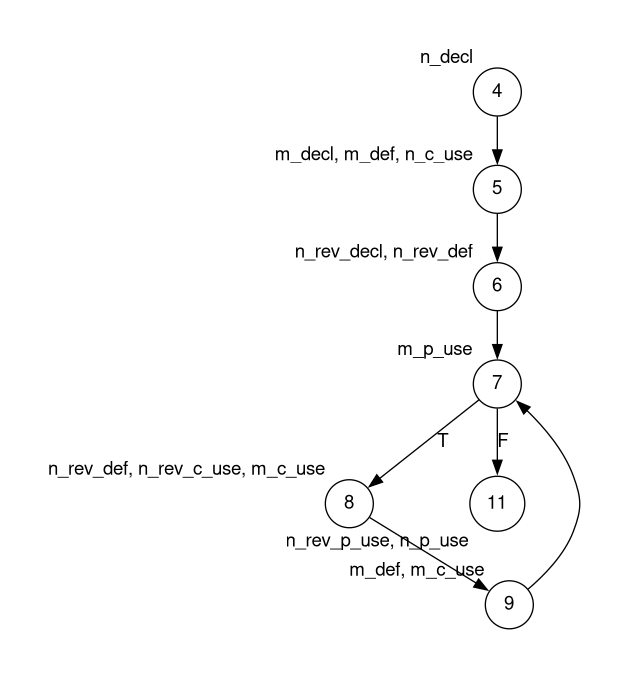 n_decl
4
m_decl, m_def, n_c_use
5
n_rev_decl, n_rev_def
6
m_p_use
7
T
F
n_rev_def, n_rev_c_use, m_c_use
8
11
n_rev_p_use, n_p_use
m_def, m_c_use
9